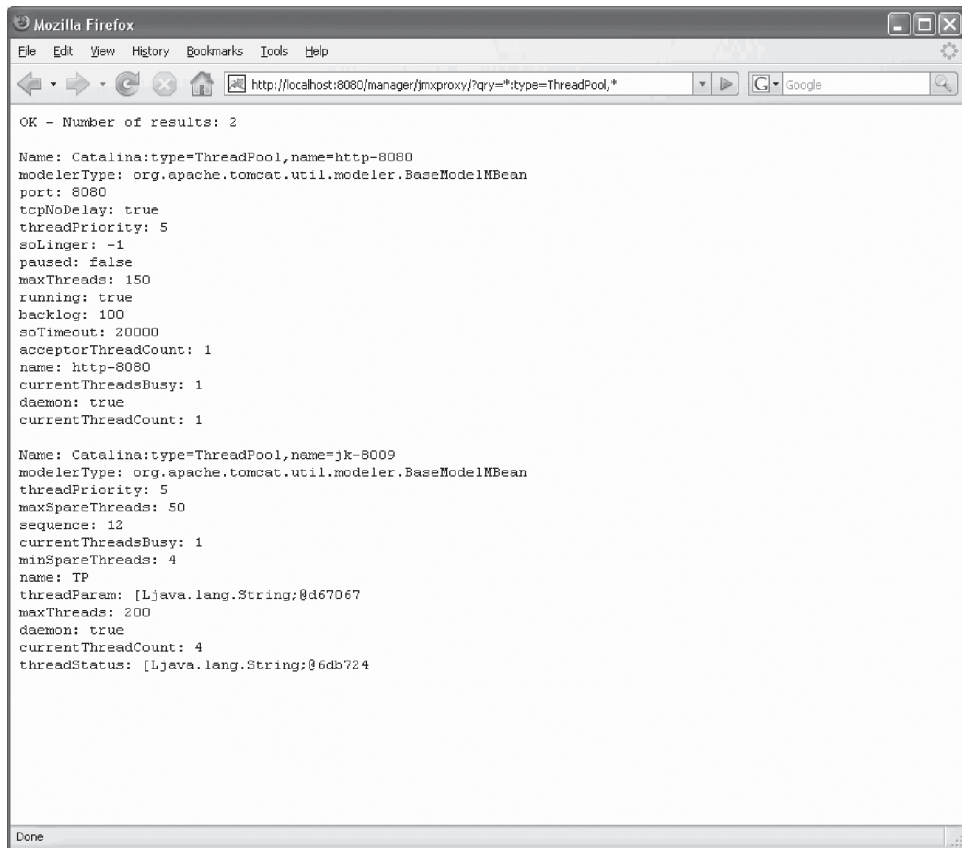 Mozilla Firefox
File Edit View History Bookmarks Tools Help
http://localhost:8080/manager/jmxproxy/?qry=*:type=ThreadPool,*
G Google
OK - Number of results: 2
Name: Catalina:type=ThreadPool,name=http-8080
modelerType: org.apache.tomcat.util.modeler.BaseModelMBean
port: 8080
tcpNoDelay: true
threadPriority: 5
soLinger: -1
paused: false
maxThreads: 150
running: true
backlog: 100
soTimeout: 20000
acceptorThreadCount: 1
name: http-8080
currentThreadsBusy: 1
daemon: true
currentThreadCount: 1
Name: Catalina:type=ThreadPool,name=jk-8009
modelerType: org.apache.tomcat.util.modeler.BaseModelMBean
threadPriority: 5
maxSpareThreads: 50
sequence: 12
currentThreadsBusy: 1
minSpareThreads: 4
name: TP
threadParam: [Ljava.lang.String;@d67067
maxThreads: 200
daemon: true
currentThreadCount: 4
threadStatus: [Ljava.lang.String;@6db724
Done